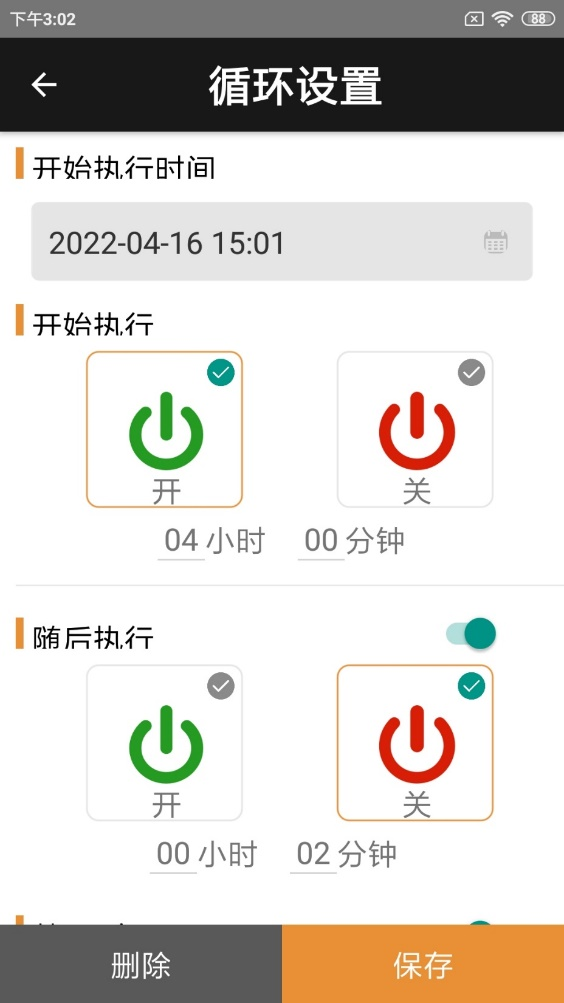 下午3:02
88
循环设置
开始执行时间
2022-04-16 15:01
开始执行
开
关
04 小时 00 分钟
随后执行
开
关
00 小时 02 分钟
删除
保存